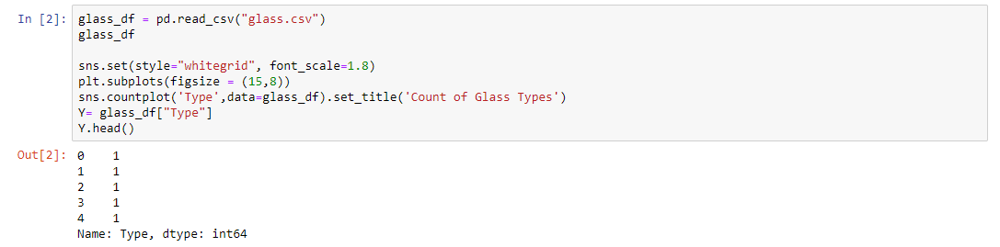 In [2]: glass_df = pd.read_csv("glass.csv")
glass_df
sns.set(style="whitegrid", font_scale=1.8)
plt.subplots(figsize = (15,8))
sns.countplot('Type',data=glass_df).set_title('Count of Glass Types')
Y= glass_df["Type"]
Y.head()
Out[2]: 0    1
1    1
2    1
3    1
4    1
Name: Type, dtype: int64